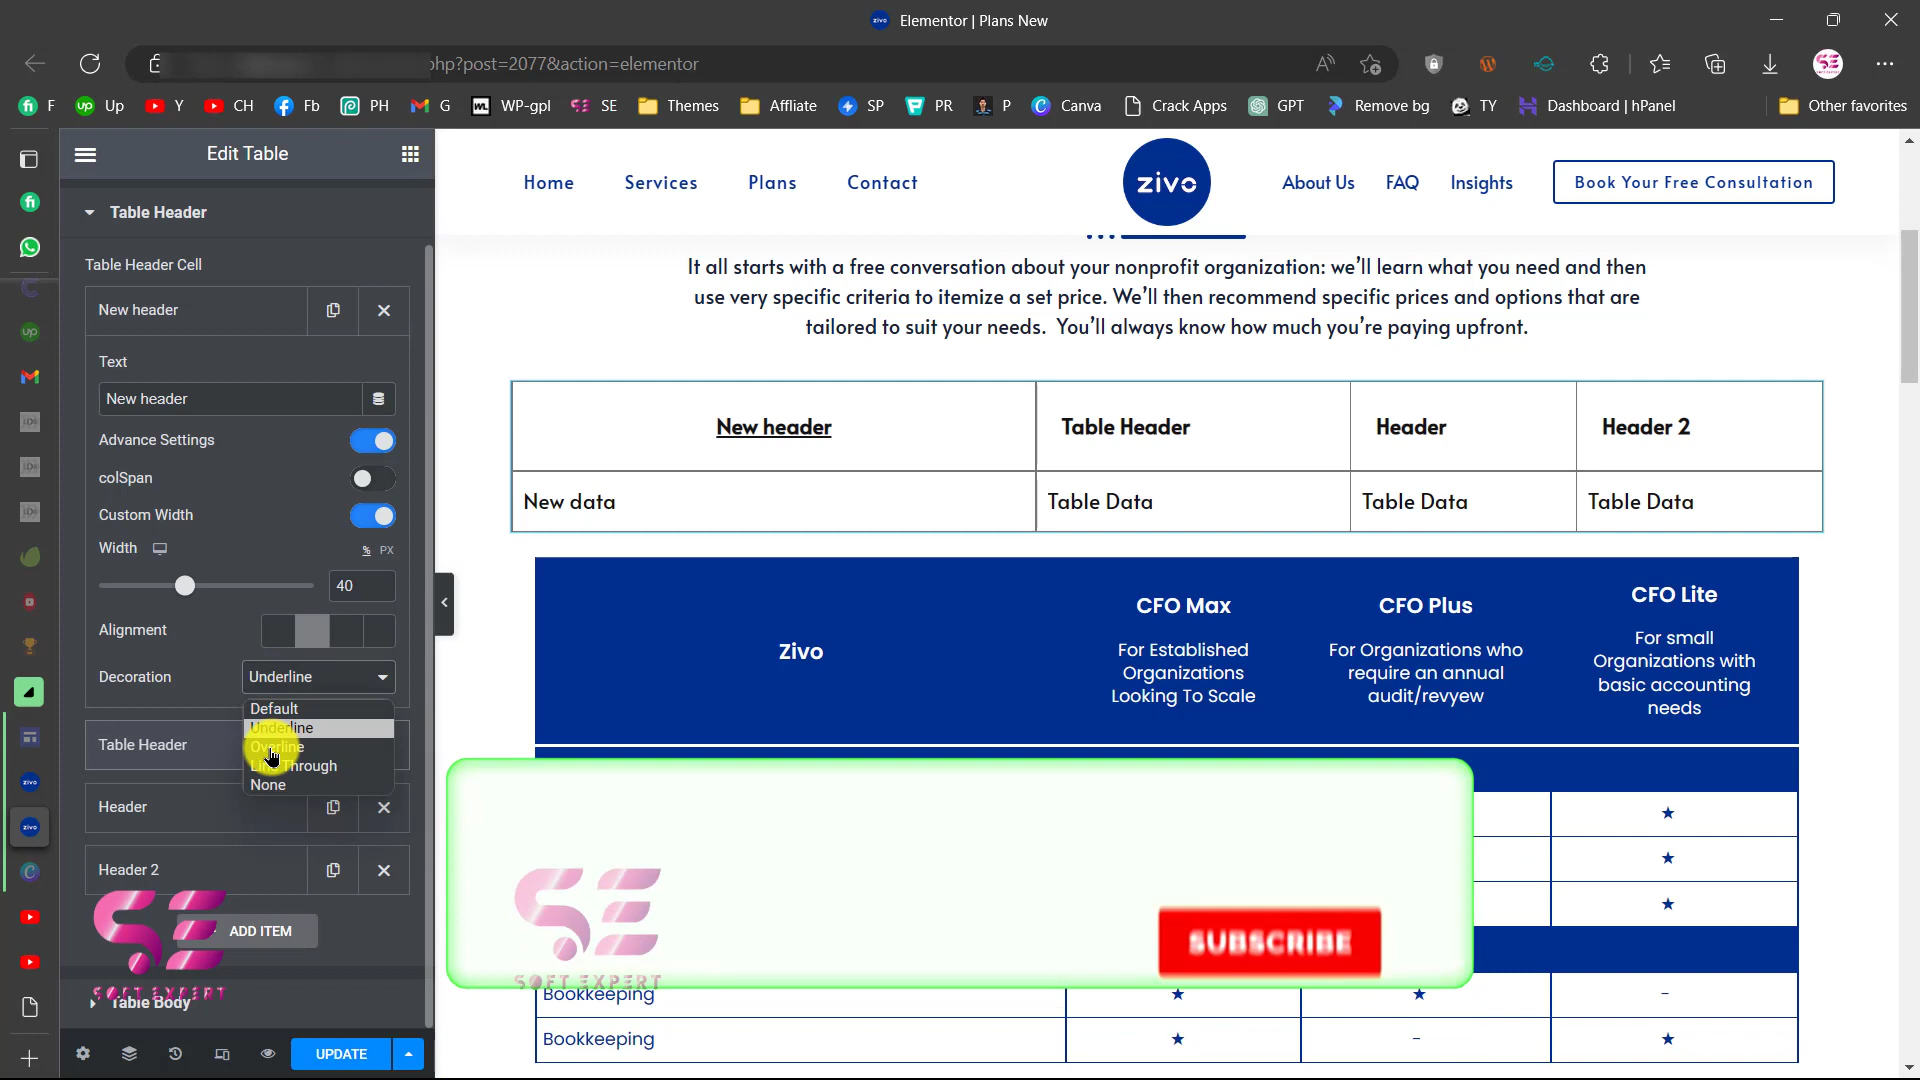 zivo Elementor | Plans New
hp?post=2077&action=elementor
F
Up
Y
CH
Fb
PH
G
WP-gpl
SE
Themes
Affliate
SP
PR
P
Canva
Crack Apps
GPT
Remove bg
TY
Dashboard | hPanel
Other favorites
Edit Table
Table Header
Table Header Cell
New header
Text
New header
Advance Settings
colSpan
Custom Width
Width
% PX
40
Alignment
Decoration
Underline
Default
Underline
Overline
Line Through
None
Table Header
Header
Header 2
ADD ITEM
SOFT EXPERT
Table Body
UPDATE
Home
Services
Plans
Contact
zivo
About Us
FAQ
Insights
Book Your Free Consultation
It all starts with a free conversation about your nonprofit organization: we’ll learn what you need and then
use very specific criteria to itemize a set price. We’ll then recommend specific prices and options that are
tailored to suit your needs. You’ll always know how much you’re paying upfront.
New header
Table Header
Header
Header 2
New data
Table Data
Table Data
Table Data
Zivo
CFO Max
For Established
Organizations
Looking To Scale
CFO Plus
For Organizations who
require an annual
audit/revyew
CFO Lite
For small
Organizations with
basic accounting
needs
★
★
★
SE
SOFT EXPERT
SUBSCRIBE
Bookkeeping ★ ★ –
Bookkeeping ★ – ★